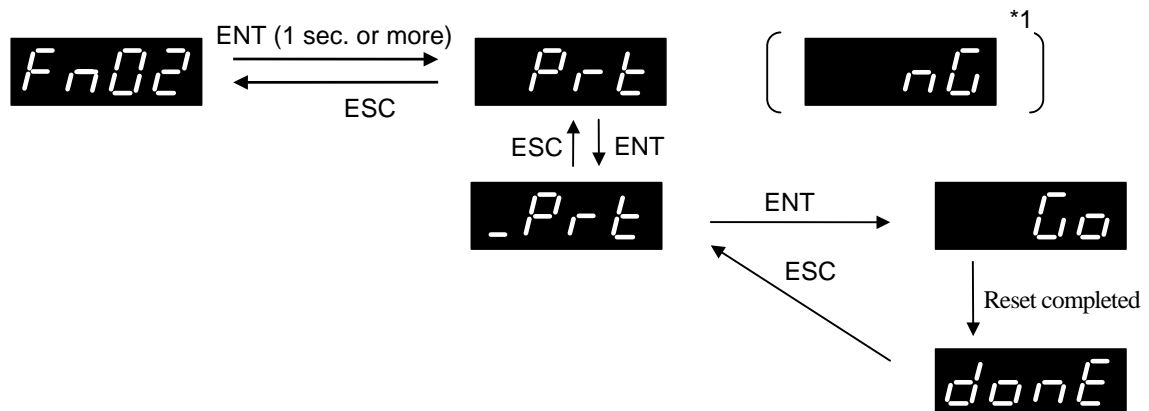 *1
ENT (1 sec. or more)
Fn02
Prt
nG
ESC
ESC
ENT
_Prt
ENT
Go
ESC
Reset completed
donE